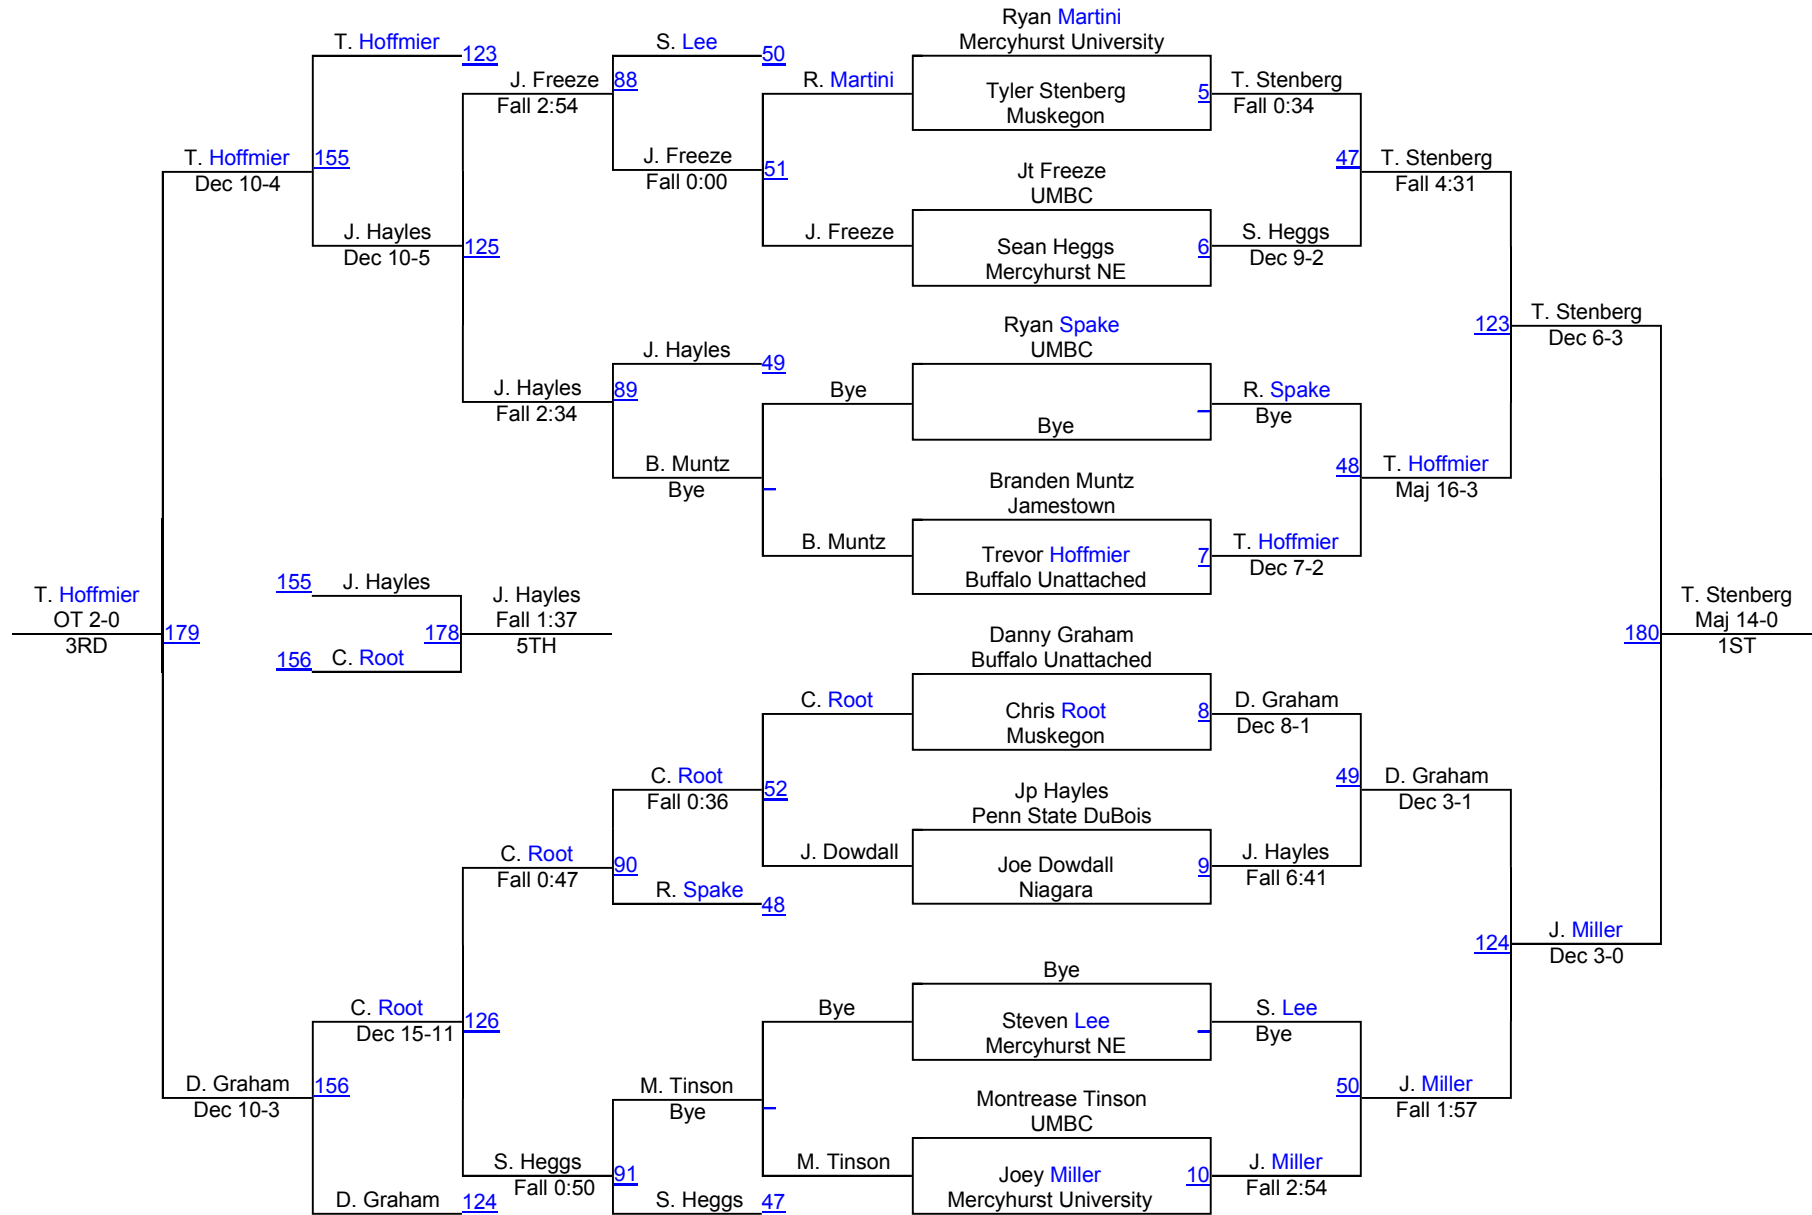 Ryan Martini
Mercyhurst University
Tyler Stenberg
5
Muskegon
Jt Freeze
UMBC
Sean Heggs
6
Mercyhurst NE
Ryan Spake
UMBC
Bye
Branden Muntz
Jamestown
Trevor Hoffmier
7
Buffalo Unattached
Danny Graham
Buffalo Unattached
Chris Root
8
Muskegon
Jp Hayles
Penn State DuBois
Joe Dowdall
9
Niagara
Bye
Steven Lee
Mercyhurst NE
Montrease Tinson
UMBC
Joey Miller
10
Mercyhurst University
T. Stenberg
Fall 0:34
47
S. Heggs
Dec 9-2
R. Spake
Bye
48
T. Hoffmier
Dec 7-2
D. Graham
Dec 8-1
49
J. Hayles
Fall 6:41
S. Lee
Bye
50
J. Miller
Fall 2:54
T. Stenberg
Fall 4:31
123
T. Hoffmier
Maj 16-3
D. Graham
Dec 3-1
124
J. Miller
Fall 1:57
T. Stenberg
Dec 6-3
180
J. Miller
Dec 3-0
T. Stenberg
Maj 14-0
1ST
R. Martini
51
J. Freeze
Bye
B. Muntz
C. Root
52
J. Dowdall
Bye
M. Tinson
S. Lee
50
88
J. Freeze
Fall 0:00
J. Hayles
49
89
B. Muntz
Bye
C. Root
Fall 0:36
90
R. Spake
48
M. Tinson
Bye
91
S. Heggs
47
J. Freeze
Fall 2:54
125
J. Hayles
Fall 2:34
C. Root
Fall 0:47
126
S. Heggs
Fall 0:50
T. Hoffmier
123
155
J. Hayles
Dec 10-5
C. Root
Dec 15-11
156
D. Graham
124
T. Hoffmier
Dec 10-4
179
D. Graham
Dec 10-3
T. Hoffmier
OT 2-0
3RD
155
J. Hayles
178
156
C. Root
J. Hayles
Fall 1:37
5TH